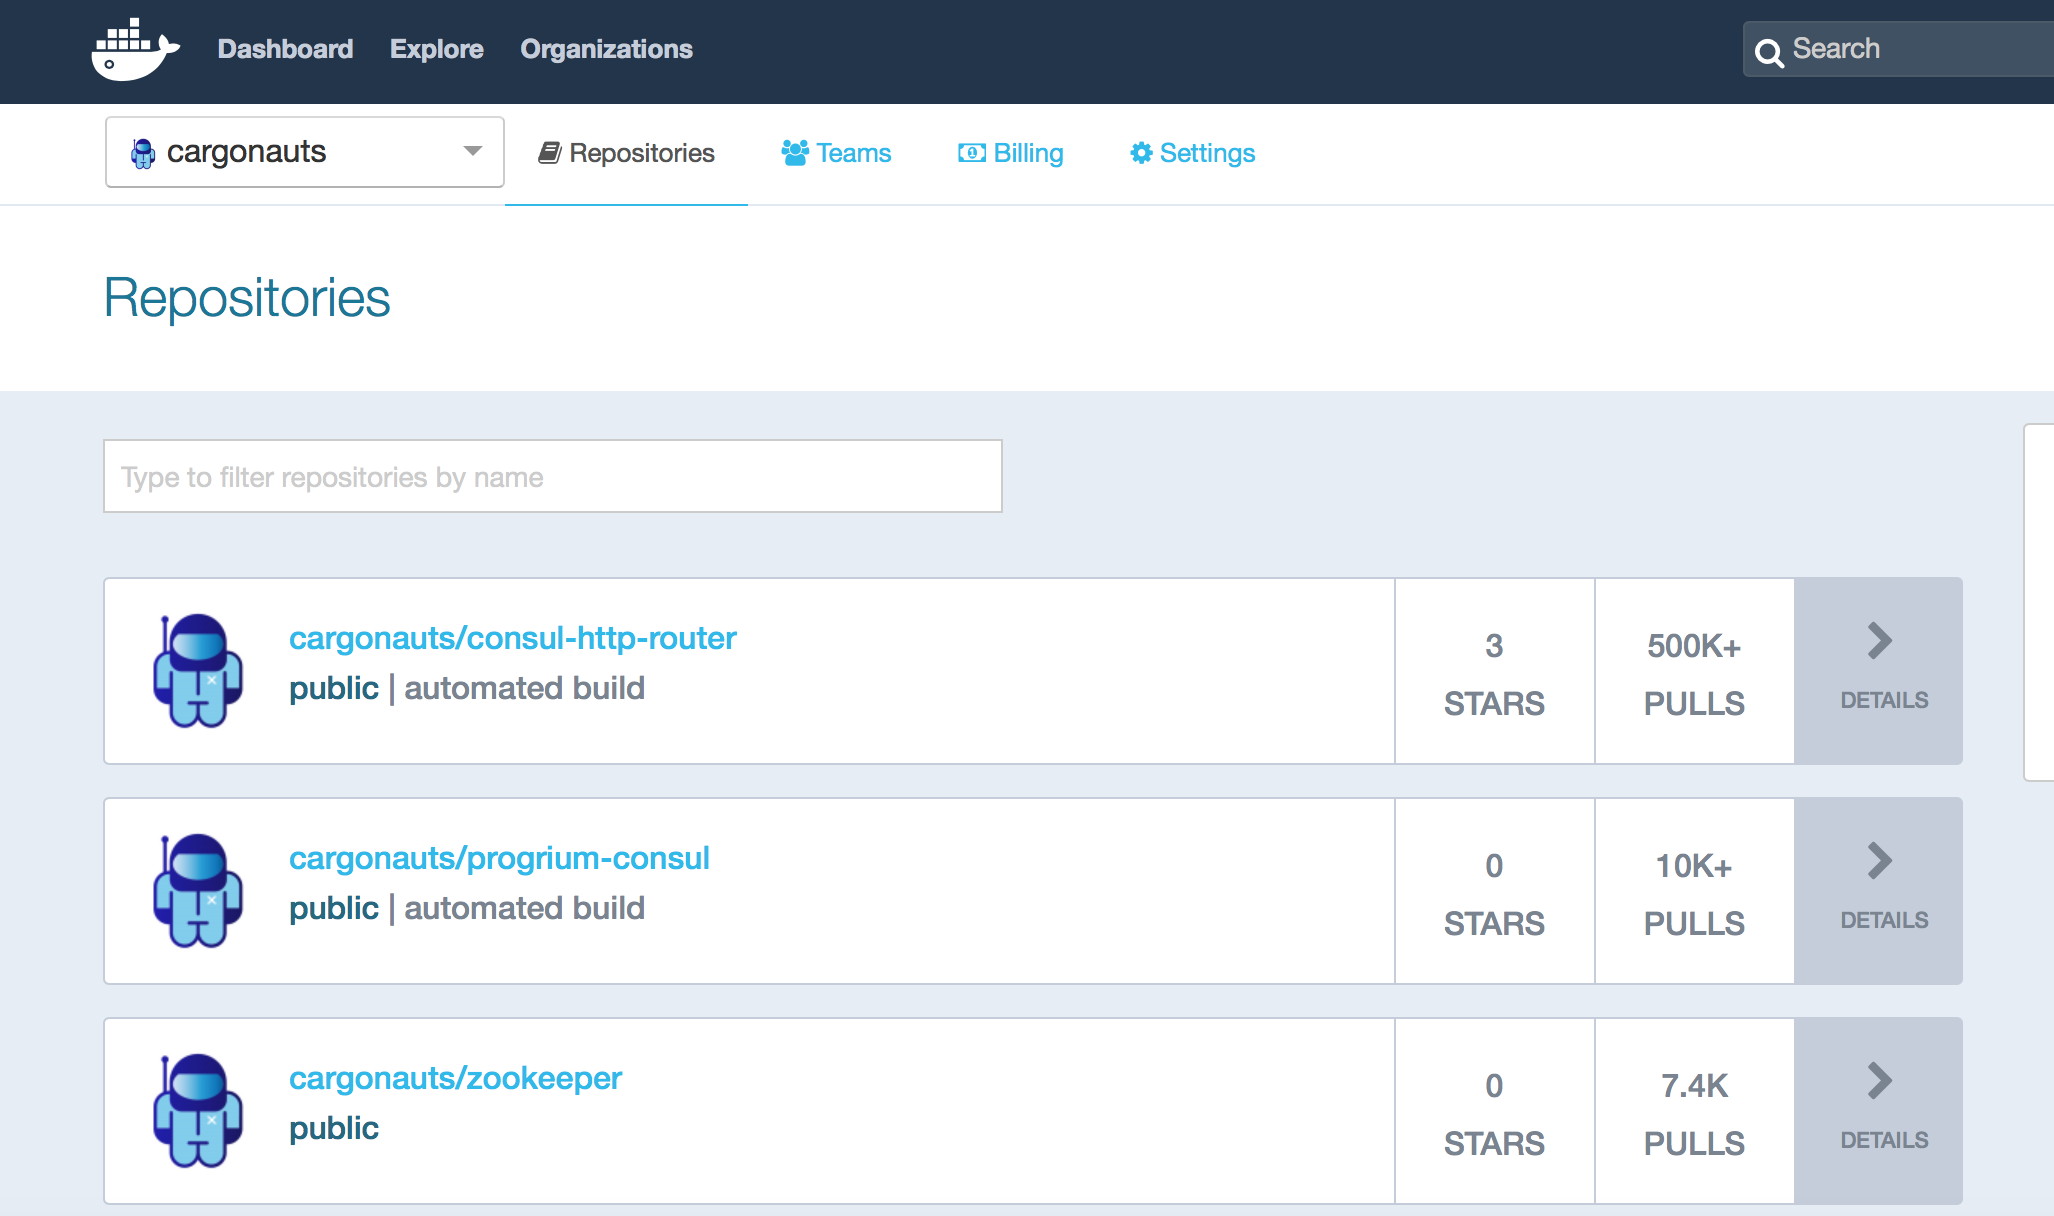 Dashboard Explore Organizations Search
cargonauts Repositories Teams Billing Settings
Repositories
Type to filter repositories by name
cargonauts/consul-http-router
public | automated build
3
STARS
500K+
PULLS
DETAILS
cargonauts/progrium-consul
public | automated build
0
STARS
10K+
PULLS
DETAILS
cargonauts/zookeeper
public
0
STARS
7.4K
PULLS
DETAILS